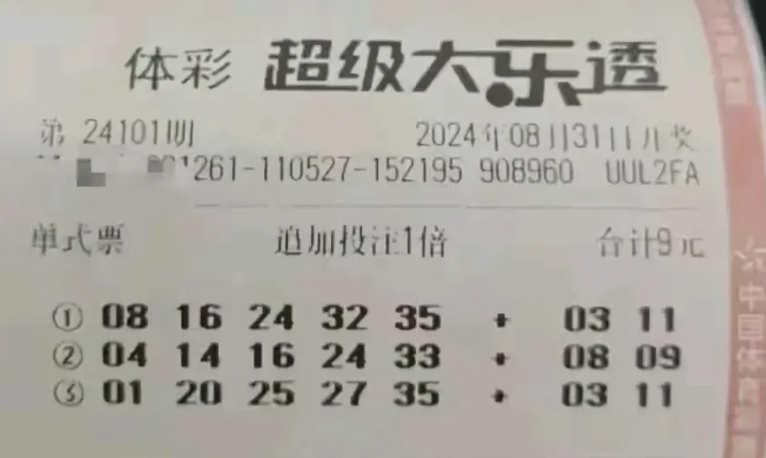 体彩 超级大乐透
第 24101期 2024年08月31日开奖
1261-110527-152195 908960 UUL2FA
单式票 追加投注1倍 合计9元
① 08 16 24 32 35 + 03 11
② 04 14 16 24 33 + 08 09
③ 01 20 25 27 35 + 03 11
中国体育